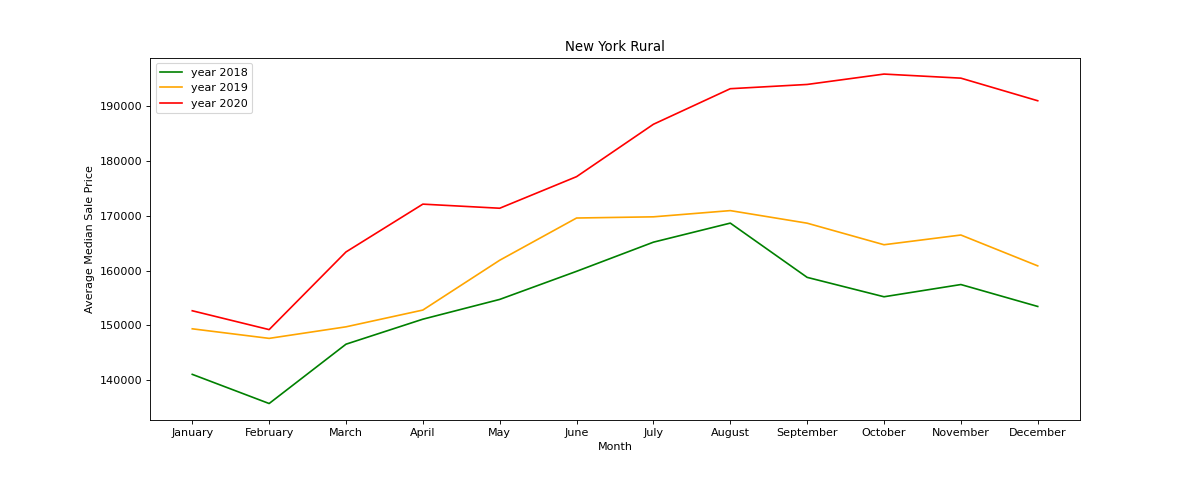 New York Rural
year 2018
year 2019
year 2020
Average Median Sale Price
190000
180000
170000
160000
150000
140000
January February March April May June July August September October November December
Month